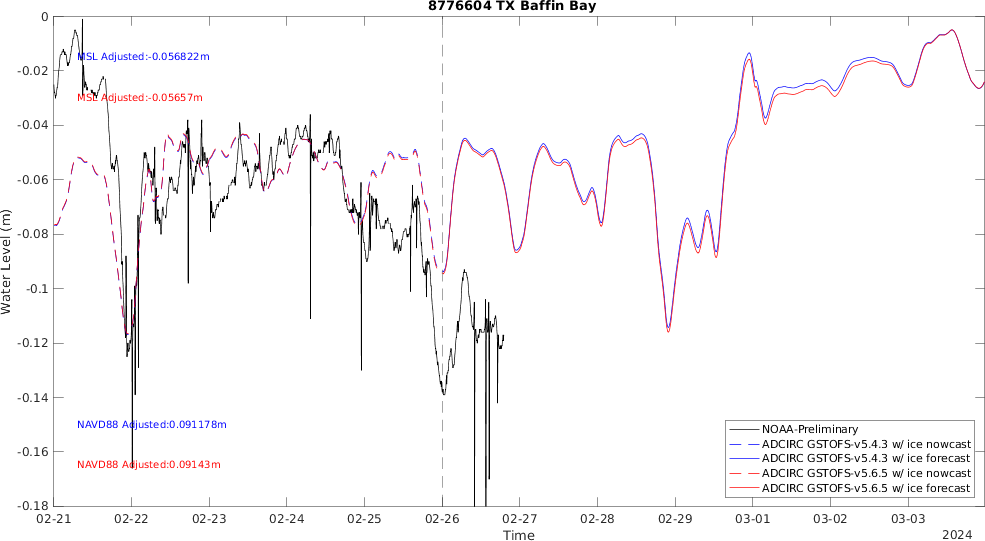 8776604 TX Baffin Bay
0
-0.02
-0.04
-0.06
-0.08
-0.1
-0.12
-0.14
-0.16
-0.18
Water Level (m)
MSL Adjusted:-0.056822m
MSL Adjusted:-0.05657m
NAVD88 Adjusted:0.091178m
NAVD88 Adjusted:0.09143m
NOAA-Preliminary
ADCIRC GSTOFS-v5.4.3 w/ ice nowcast
ADCIRC GSTOFS-v5.4.3 w/ ice forecast
ADCIRC GSTOFS-v5.6.5 w/ ice nowcast
ADCIRC GSTOFS-v5.6.5 w/ ice forecast
02-21 02-22 02-23 02-24 02-25 02-26 02-27 02-28 02-29 03-01 03-02 03-03
Time
2024